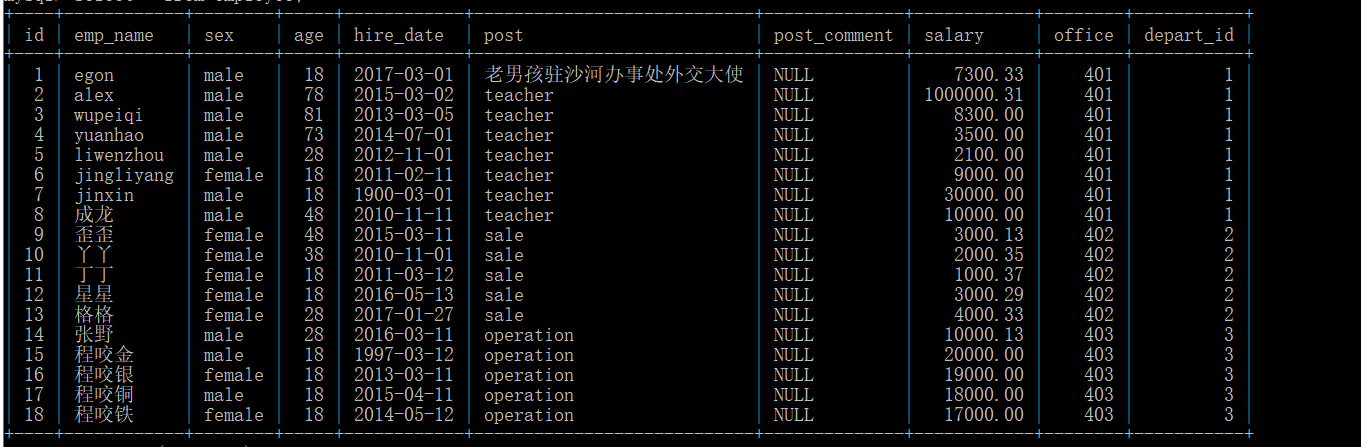 id emp_name sex age hire_date post post_comment salary office depart_id
1 egon male 18 2017-03-01 老男孩驻沙河办事处外交大使 NULL 7300.33 401 1
2 alex male 78 2015-03-02 teacher NULL 1000000.31 401 1
3 wupeiqi male 81 2013-03-05 teacher NULL 8300.00 401 1
4 yuanhao male 73 2014-07-01 teacher NULL 3500.00 401 1
5 liwenzhou male 28 2012-11-01 teacher NULL 2100.00 401 1
6 jingliyang female 18 2011-02-11 teacher NULL 9000.00 401 1
7 jinxin male 18 1900-03-01 teacher NULL 30000.00 401 1
8 成龙 male 48 2010-11-11 teacher NULL 10000.00 401 1
9 歪歪 female 48 2015-03-11 sale NULL 3000.13 402 2
10 丫丫 female 38 2010-11-01 sale NULL 2000.35 402 2
11 丁丁 female 18 2011-03-12 sale NULL 1000.37 402 2
12 星星 female 18 2016-05-13 sale NULL 3000.29 402 2
13 格格 female 28 2017-01-27 sale NULL 4000.33 402 2
14 张野 male 28 2016-03-11 operation NULL 10000.13 403 3
15 程咬金 male 18 1997-03-12 operation NULL 20000.00 403 3
16 程咬银 female 18 2013-03-11 operation NULL 19000.00 403 3
17 程咬铜 male 18 2015-04-11 operation NULL 18000.00 403 3
18 程咬铁 female 18 2014-05-12 operation NULL 17000.00 403 3